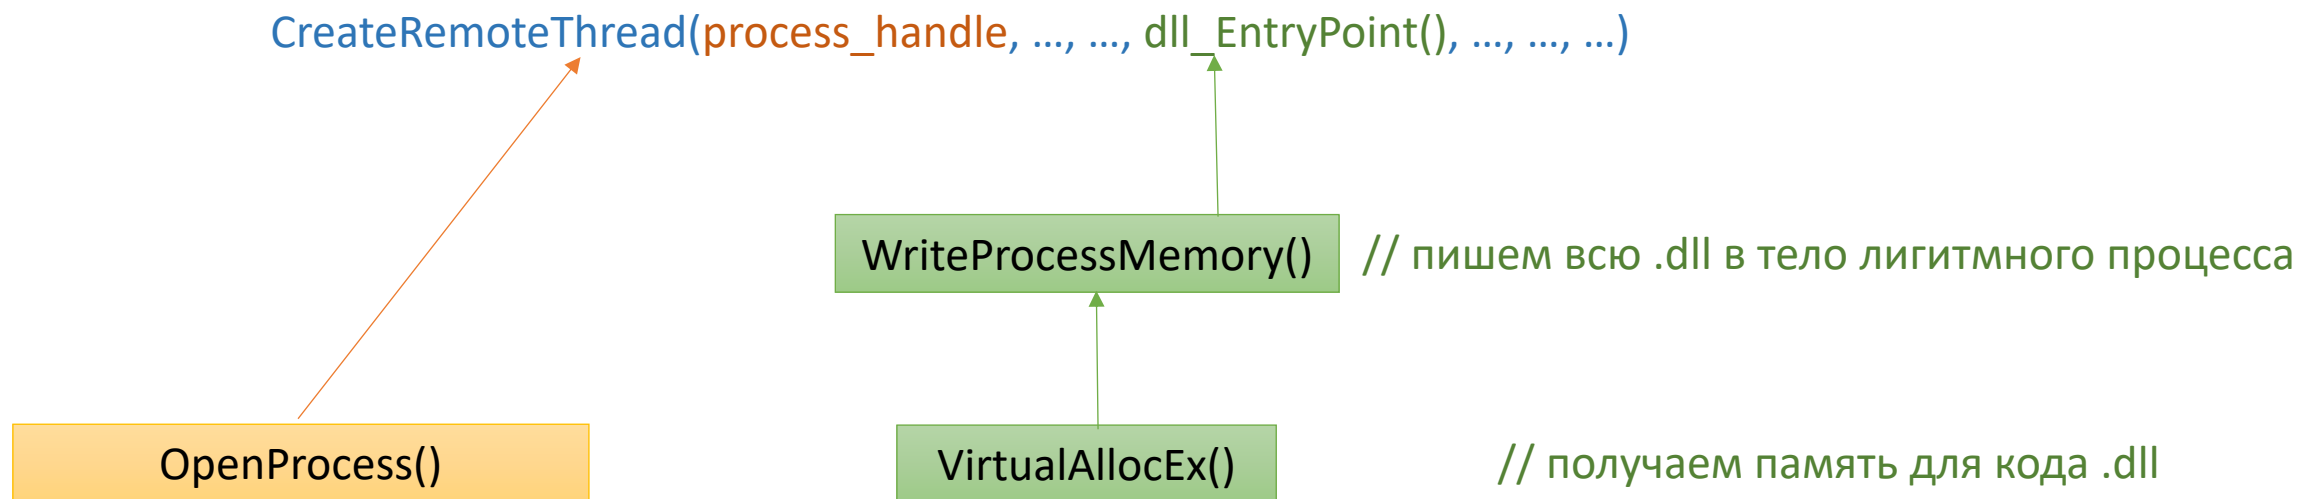 CreateRemoteThread(process_handle, …, …, dll_EntryPoint(), …, …, …)
WriteProcessMemory() // пишем всю .dll в тело лигитмного процесса
OpenProcess() VirtualAllocEx() // получаем память для кода .dll